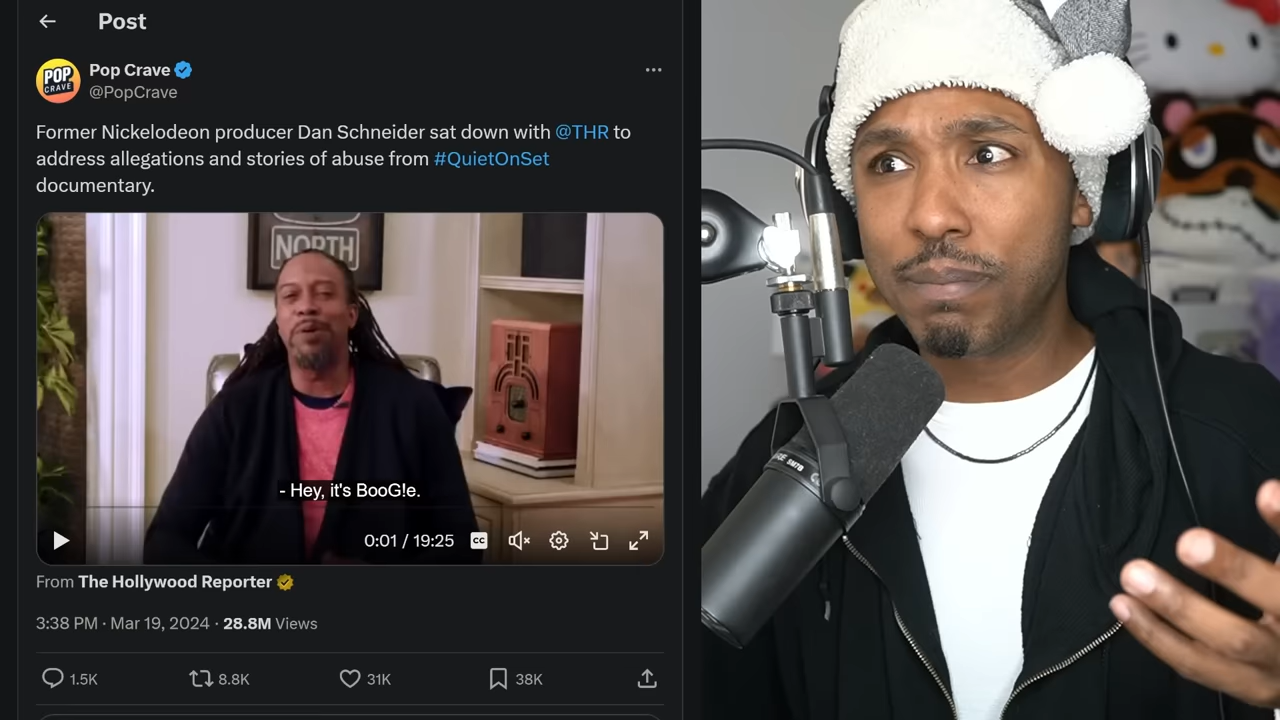 Post
POP
CRAVE
Pop Crave
@PopCrave
Former Nickelodeon producer Dan Schneider sat down with @THR to
address allegations and stories of abuse from #QuietOnSet
documentary.
NORTH
- Hey, it's BooG!e.
0:01 / 19:25
CC
From The Hollywood Reporter
3:38 PM · Mar 19, 2024 · 28.8M Views
1.5K
8.8K
31K
38K
SM7B